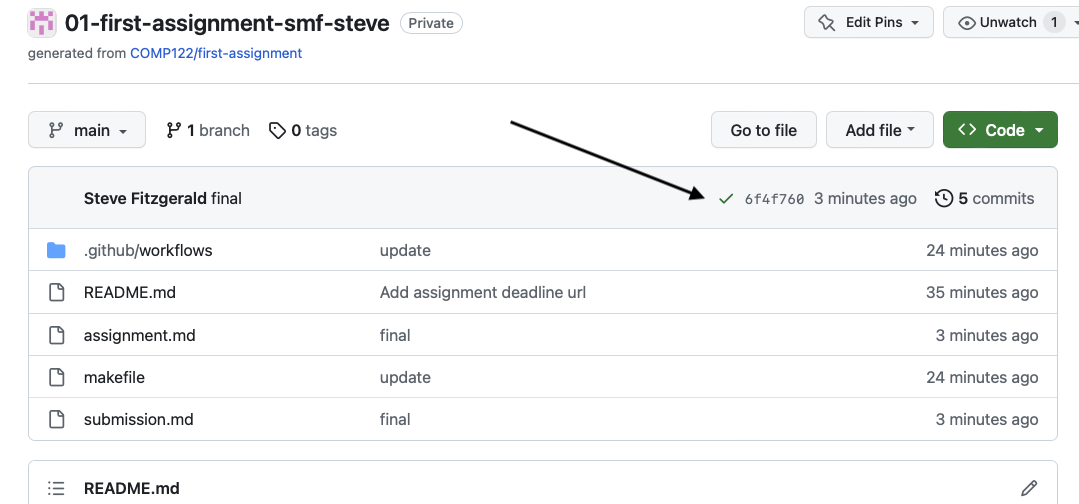 01-first-assignment-smf-steve Private Edit Pins Unwatch 1
generated from COMP122/first-assignment
main 1 branch 0 tags Go to file Add file Code
Steve Fitzgerald final 6f4f760 3 minutes ago 5 commits
.github/workflows update 24 minutes ago
README.md Add assignment deadline url 35 minutes ago
assignment.md final 3 minutes ago
makefile update 24 minutes ago
submission.md final 3 minutes ago
README.md